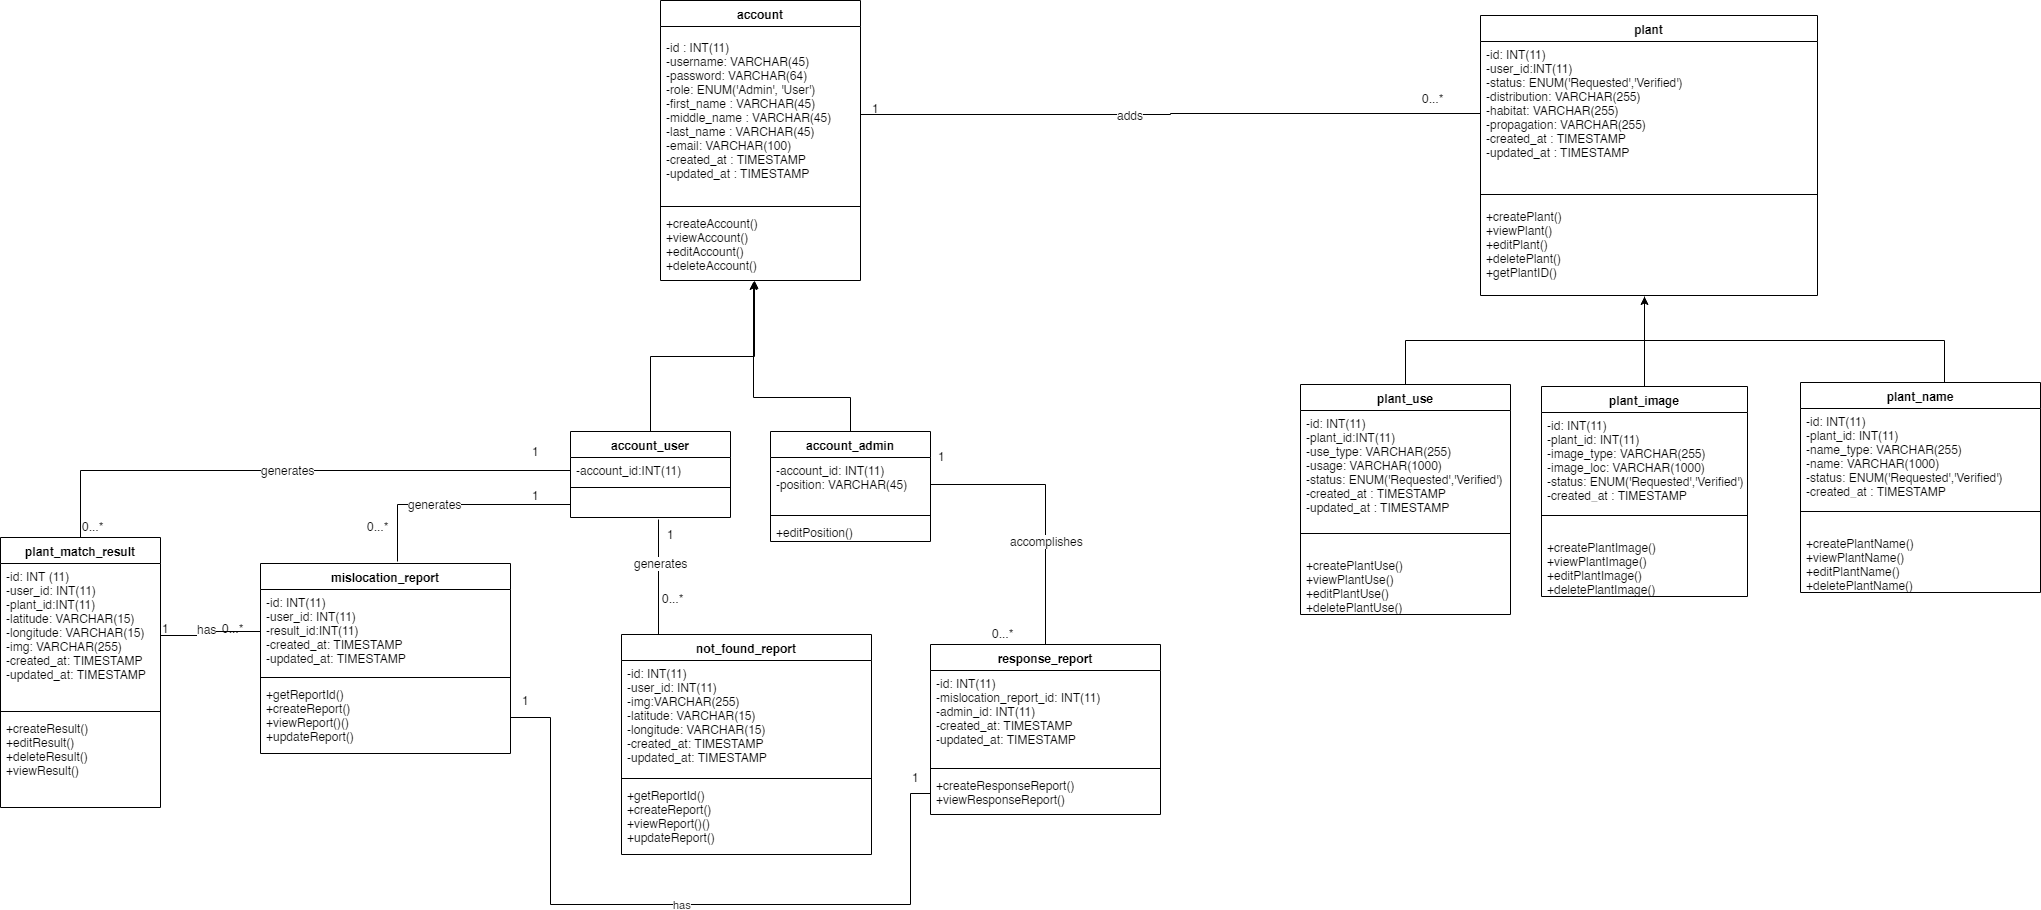 account
-id : INT(11)
-username: VARCHAR(45)
-password: VARCHAR(64)
-role: ENUM('Admin', 'User')
-first_name : VARCHAR(45)
-middle_name : VARCHAR(45)
-last_name : VARCHAR(45)
-email: VARCHAR(100)
-created_at : TIMESTAMP
-updated_at : TIMESTAMP
+createAccount()
+viewAccount()
+editAccount()
+deleteAccount()
1
adds
0...*
plant
-id: INT(11)
-user_id:INT(11)
-status: ENUM('Requested','Verified')
-distribution: VARCHAR(255)
-habitat: VARCHAR(255)
-propagation: VARCHAR(255)
-created_at : TIMESTAMP
-updated_at : TIMESTAMP
+createPlant()
+viewPlant()
+editPlant()
+deletePlant()
+getPlantID()
account_user
-account_id:INT(11)
account_admin
-account_id: INT(11)
-position: VARCHAR(45)
+editPosition()
plant_use
-id: INT(11)
-plant_id:INT(11)
-use_type: VARCHAR(255)
-usage: VARCHAR(1000)
-status: ENUM('Requested','Verified')
-created_at : TIMESTAMP
-updated_at : TIMESTAMP
+createPlantUse()
+viewPlantUse()
+editPlantUse()
+deletePlantUse()
plant_image
-id: INT(11)
-plant_id: INT(11)
-image_type: VARCHAR(255)
-image_loc: VARCHAR(1000)
-status: ENUM('Requested','Verified')
-created_at : TIMESTAMP
+createPlantImage()
+viewPlantImage()
+editPlantImage()
+deletePlantImage()
plant_name
-id: INT(11)
-plant_id: INT(11)
-name_type: VARCHAR(255)
-name: VARCHAR(1000)
-status: ENUM('Requested','Verified')
-created_at : TIMESTAMP
+createPlantName()
+viewPlantName()
+editPlantName()
+deletePlantName()
1
generates
0...*
1
generates
0...*
1
generates
0...*
1
accomplishes
0...*
plant_match_result
-id: INT (11)
-user_id: INT(11)
-plant_id:INT(11)
-latitude: VARCHAR(15)
-longitude: VARCHAR(15)
-img: VARCHAR(255)
-created_at: TIMESTAMP
-updated_at: TIMESTAMP
+createResult()
+editResult()
+deleteResult()
+viewResult()
1
has
0...*
mislocation_report
-id: INT(11)
-user_id: INT(11)
-result_id:INT(11)
-created_at: TIMESTAMP
-updated_at: TIMESTAMP
+getReportId()
+createReport()
+viewReport()()
+updateReport()
not_found_report
-id: INT(11)
-user_id: INT(11)
-img:VARCHAR(255)
-latitude: VARCHAR(15)
-longitude: VARCHAR(15)
-created_at: TIMESTAMP
-updated_at: TIMESTAMP
+getReportId()
+createReport()
+viewReport()()
+updateReport()
response_report
-id: INT(11)
-mislocation_report_id: INT(11)
-admin_id: INT(11)
-created_at: TIMESTAMP
-updated_at: TIMESTAMP
+createResponseReport()
+viewResponseReport()
1
has
1